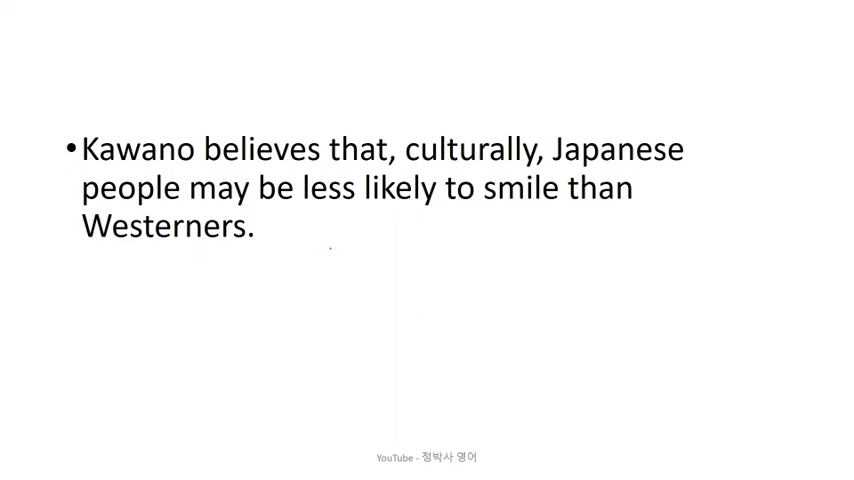 •Kawano believes that, culturally, Japanese
people may be less likely to smile than
Westerners.
YouTube - 정박사 영어